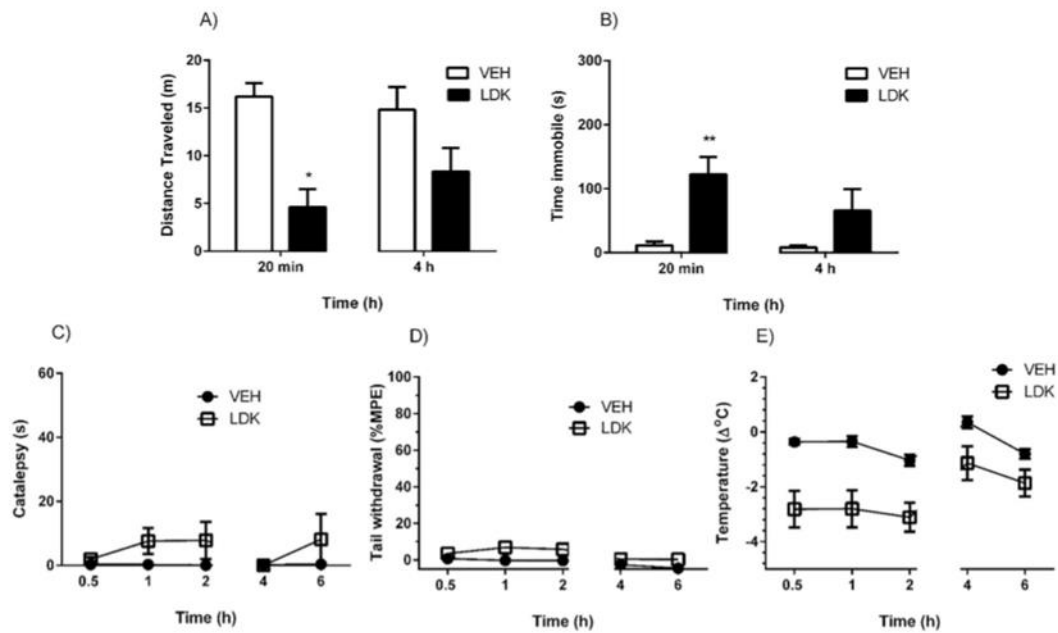 A)
Distance Traveled (m)
20
15
10
5
0
VEH
LDK
*
20 min
4 h
Time (h)
B)
Time immobile (s)
300
200
100
0
VEH
LDK
**
20 min
4 h
Time (h)
C)
Catalepsy (s)
60
40
20
0
VEH
LDK
0.5 1 2 4 6
Time (h)
D)
Tail withdrawal (%MPE)
100
80
60
40
20
10
0
VEH
LDK
0.5 1 2 4 6
Time (h)
E)
Temperature (Δ°C)
2
0
-2
-4
VEH
LDK
0.5 1 2 4 6
Time (h)